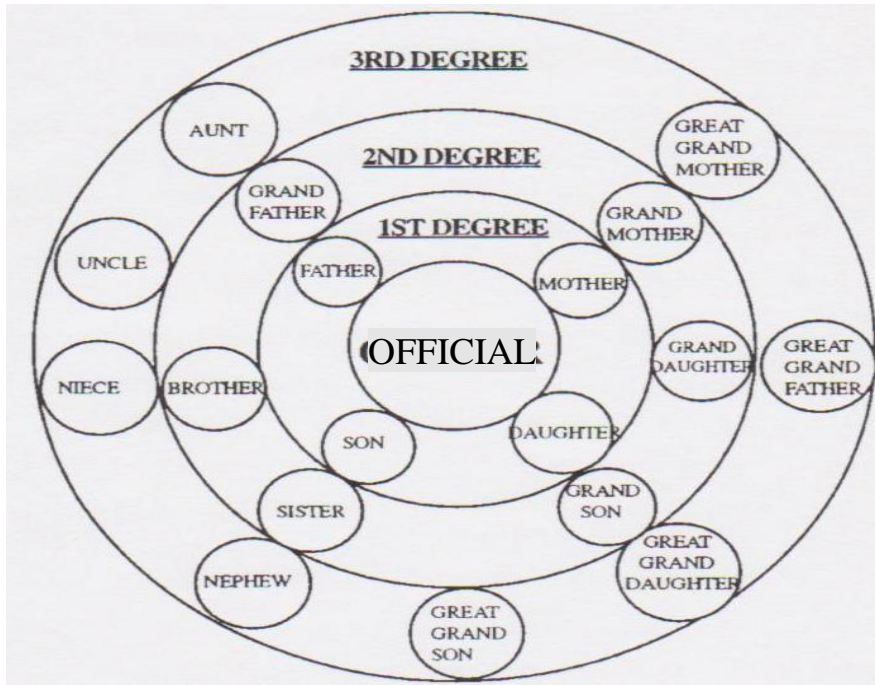 3RD DEGREE
AUNT
GREAT
GRAND
MOTHER
2ND DEGREE
GRAND
FATHER
GRAND
MOTHER
1ST DEGREE
UNCLE
FATHER
MOTHER
OFFICIAL
NIECE
BROTHER
GRAND
DAUGHTER
GREAT
GRAND
FATHER
SON
DAUGHTER
SISTER
GRAND
SON
NEPHEW
GREAT
GRAND
DAUGHTER
GREAT
GRAND
SON